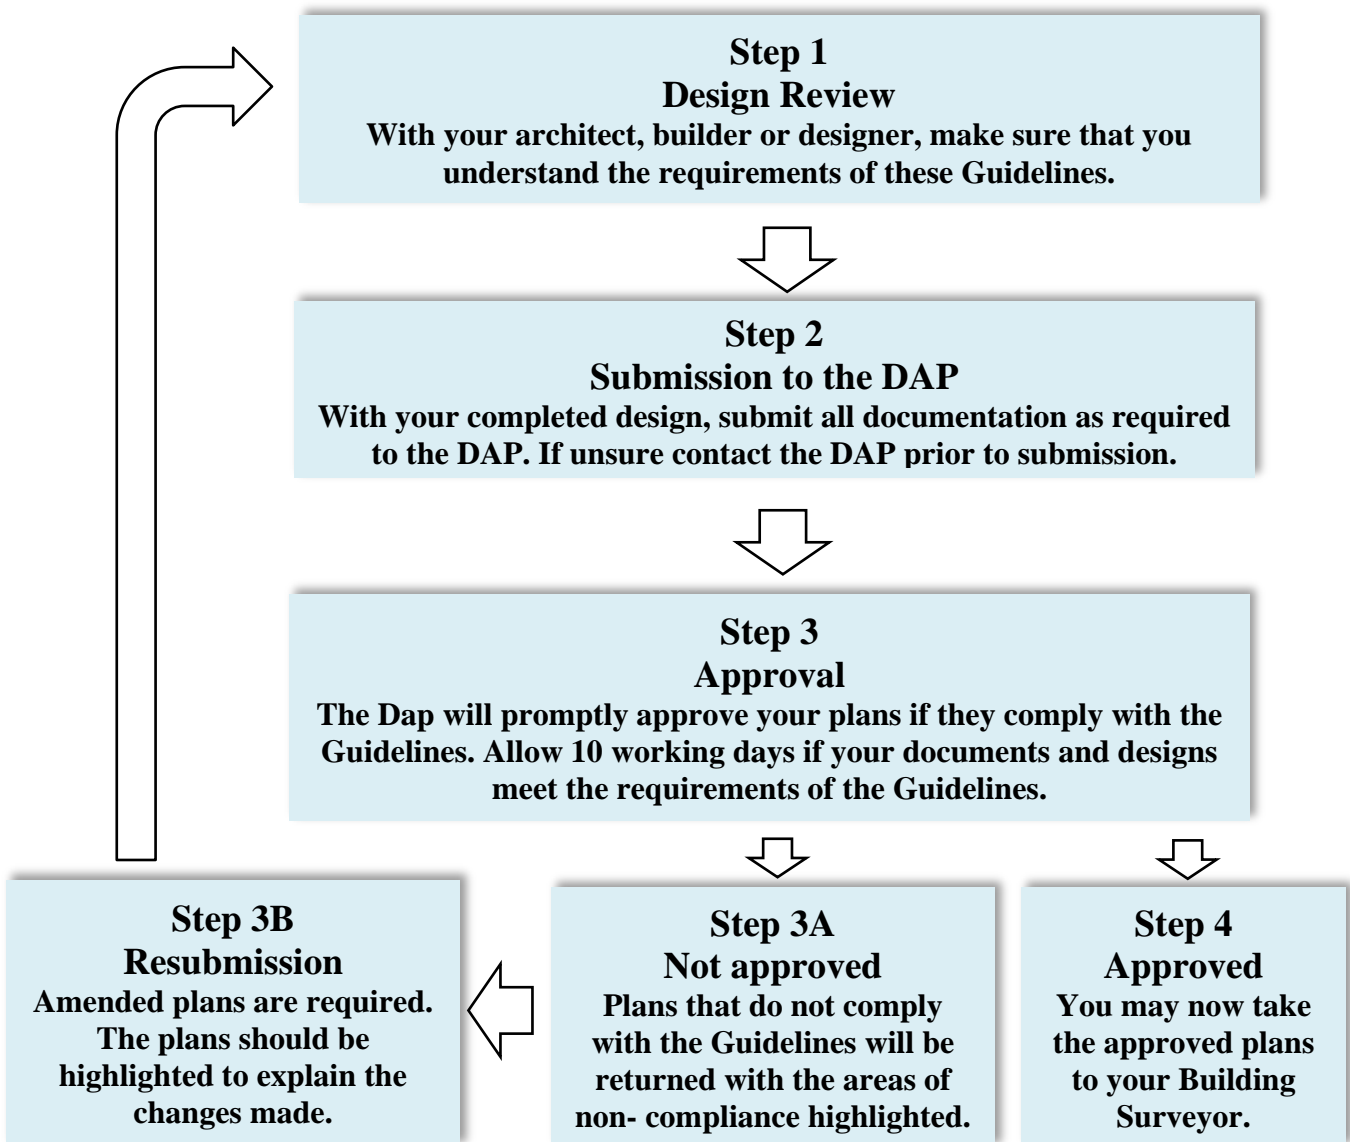 Step 1
Design Review
With your architect, builder or designer, make sure that you
understand the requirements of these Guidelines.
Step 2
Submission to the DAP
With your completed design, submit all documentation as required
to the DAP. If unsure contact the DAP prior to submission.
Step 3
Approval
The Dap will promptly approve your plans if they comply with the
Guidelines. Allow 10 working days if your documents and designs
meet the requirements of the Guidelines.
Step 3B
Resubmission
Amended plans are required.
The plans should be
highlighted to explain the
changes made.
Step 3A
Not approved
Plans that do not comply
with the Guidelines will be
returned with the areas of
non- compliance highlighted.
Step 4
Approved
You may now take
the approved plans
to your Building
Surveyor.